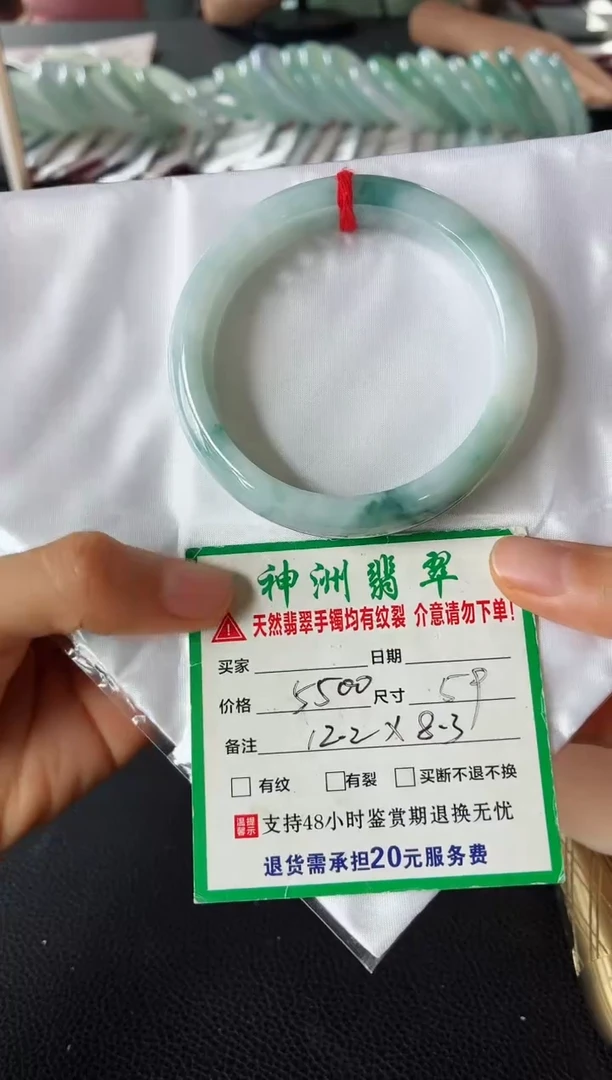 神洲翡翠
天然翡翠手镯均有纹裂 介意请勿下单!
买家 日期
价格 5500 尺寸 59
备注 12.2X8.3
有纹 有裂 买断不退不换
温馨提示 支持48小时鉴赏期退换无忧
退货需承担20元服务费